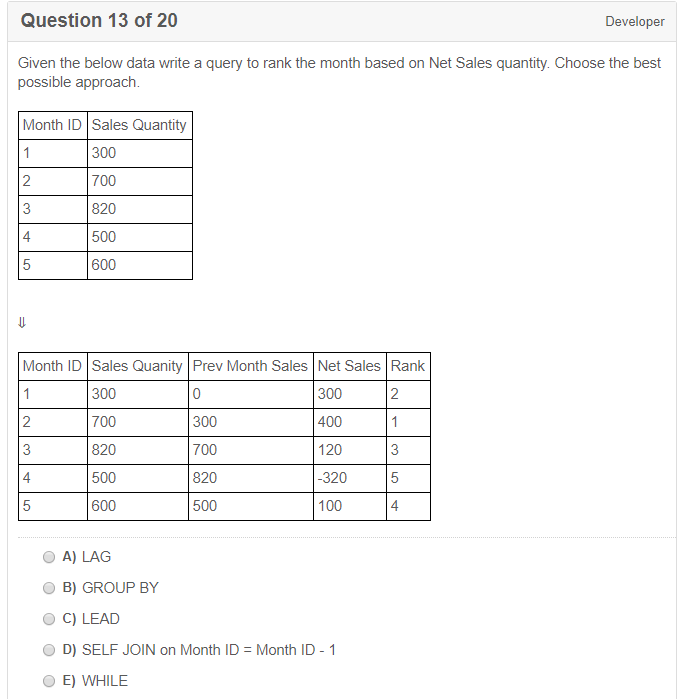 Question 13 of 20 Developer
Given the below data write a query to rank the month based on Net Sales quantity. Choose the best
possible approach.
Month ID Sales Quantity
1 300
2 700
3 820
4 500
5 600
⇓
Month ID Sales Quanity Prev Month Sales Net Sales Rank
1 300 0 300 2
2 700 300 400 1
3 820 700 120 3
4 500 820 -320 5
5 600 500 100 4
A) LAG
B) GROUP BY
C) LEAD
D) SELF JOIN on Month ID = Month ID - 1
E) WHILE